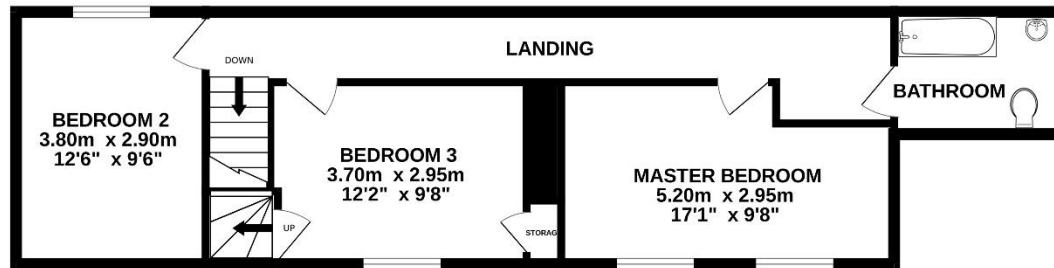 LANDING
DOWN
BATHROOM
BEDROOM 2
3.80m x 2.90m
12'6" x 9'6"
BEDROOM 3
3.70m x 2.95m
12'2" x 9'8"
MASTER BEDROOM
5.20m x 2.95m
17'1" x 9'8"
UP
STORAG